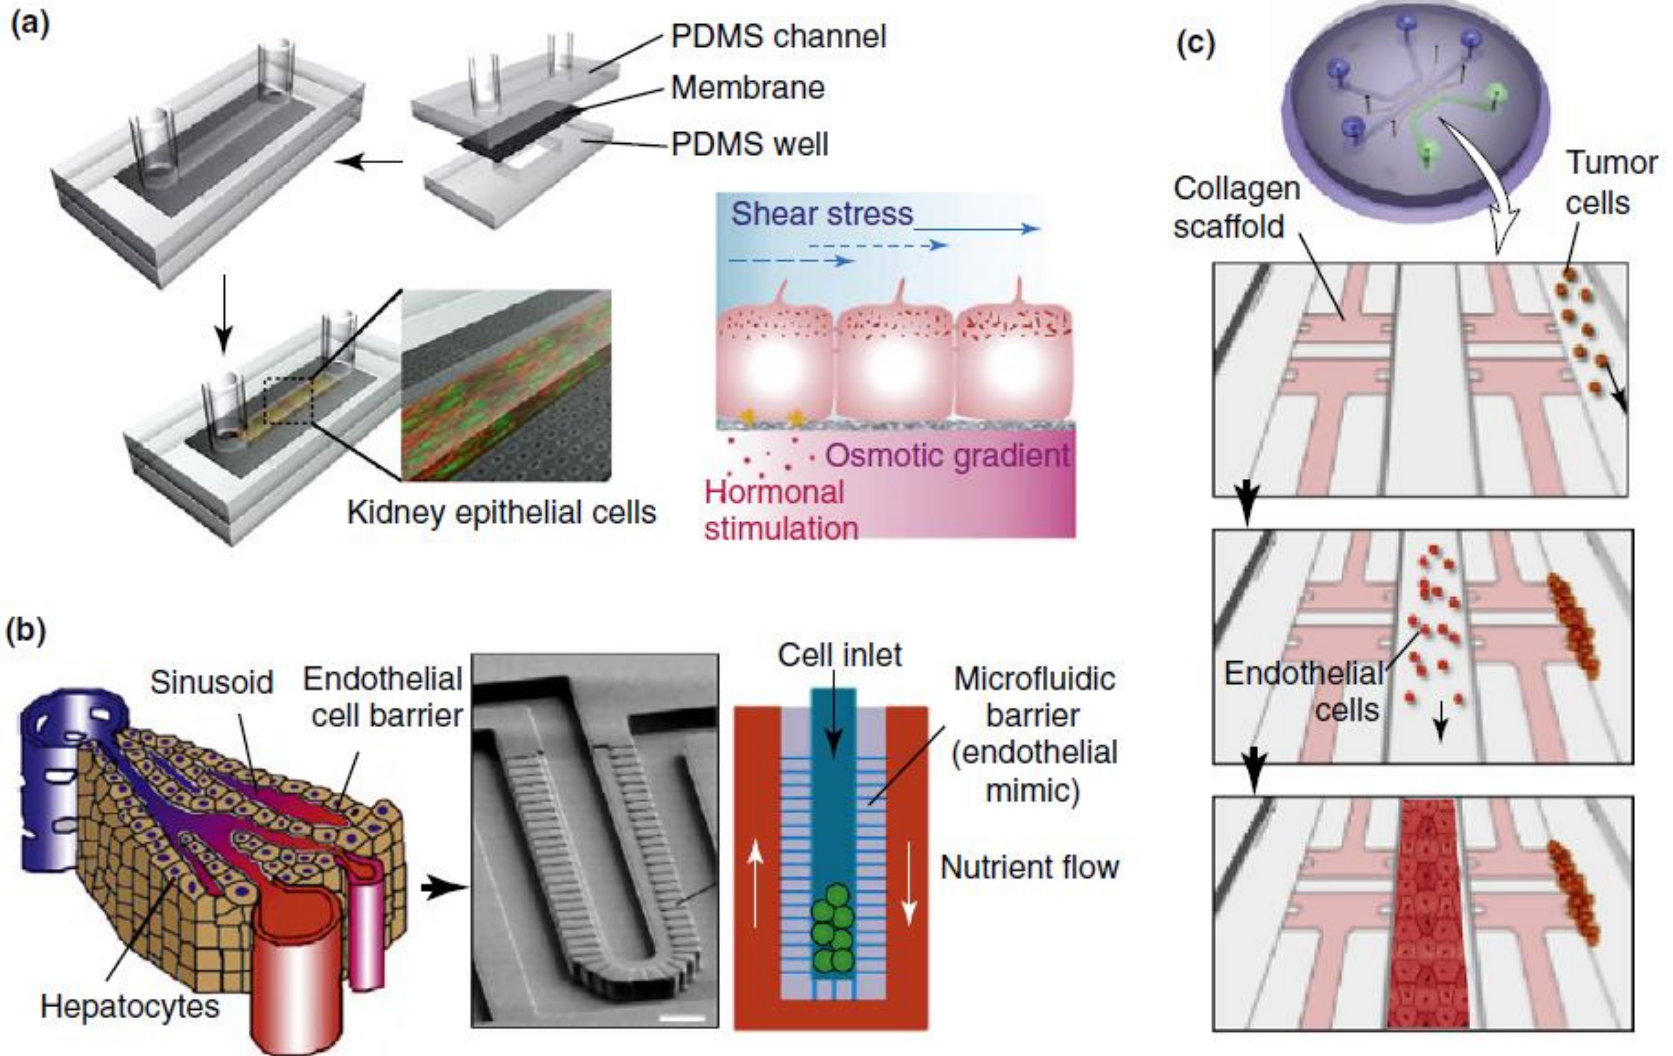 (a)
PDMS channel
Membrane
PDMS well
Shear stress
Osmotic gradient
Hormonal
stimulation
Kidney epithelial cells
(b)
Sinusoid
Endothelial
cell barrier
Hepatocytes
Cell inlet
Microfluidic
barrier
(endothelial
mimic)
Nutrient flow
(c)
Collagen
scaffold
Tumor
cells
Endothelial
cells